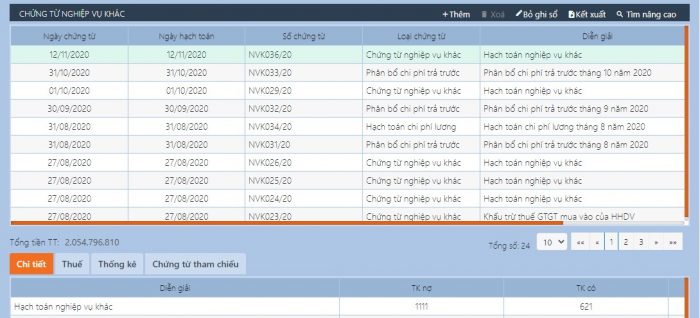 CHỨNG TỪ NGHIỆP VỤ KHÁC +Thêm Xoá Bỏ ghi sổ Kết xuất Tìm nâng cao
Ngày chứng từ Ngày hạch toán Số chứng từ Loại chứng từ Diễn giải
12/11/2020 12/11/2020 NVK036/20 Chứng từ nghiệp vụ khác Hạch toán nghiệp vụ khác
31/10/2020 31/10/2020 NVK033/20 Phân bổ chi phí trả trước Phân bổ chi phí trả trước tháng 10 năm 2020
01/10/2020 01/10/2020 NVK029/20 Chứng từ nghiệp vụ khác Hạch toán nghiệp vụ khác
30/09/2020 30/09/2020 NVK032/20 Phân bổ chi phí trả trước Phân bổ chi phí trả trước tháng 9 năm 2020
31/08/2020 31/08/2020 NVK034/20 Hạch toán chi phí lương Hạch toán chi phí lương tháng 8 năm 2020
31/08/2020 31/08/2020 NVK031/20 Phân bổ chi phí trả trước Phân bổ chi phí trả trước tháng 8 năm 2020
27/08/2020 27/08/2020 NVK026/20 Chứng từ nghiệp vụ khác Hạch toán nghiệp vụ khác
27/08/2020 27/08/2020 NVK025/20 Chứng từ nghiệp vụ khác Hạch toán nghiệp vụ khác
27/08/2020 27/08/2020 NVK024/20 Chứng từ nghiệp vụ khác Hạch toán nghiệp vụ khác
27/08/2020 27/08/2020 NVK023/20 Chứng từ nghiệp vụ khác Khấu trừ thuế GTGT mua vào của HHDV
Tổng tiền TT: 2.054.796.810 Tổng số: 24 10 «« « 1 2 3 » »»
Chi tiết Thuế Thống kê Chứng từ tham chiếu
Diễn giải TK nợ TK có
Hạch toán nghiệp vụ khác 1111 621